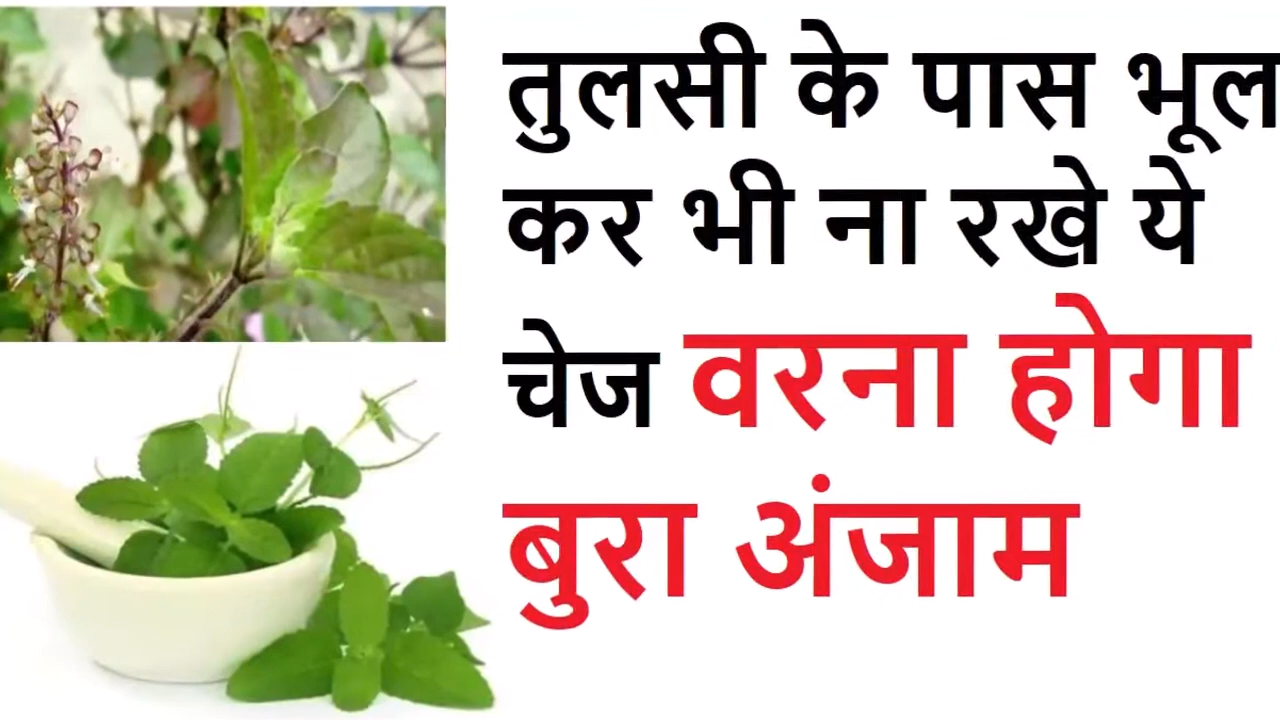 तुलसी के पास भूल
कर भी ना रखे ये
चेज वरना होगा
बुरा अंजाम